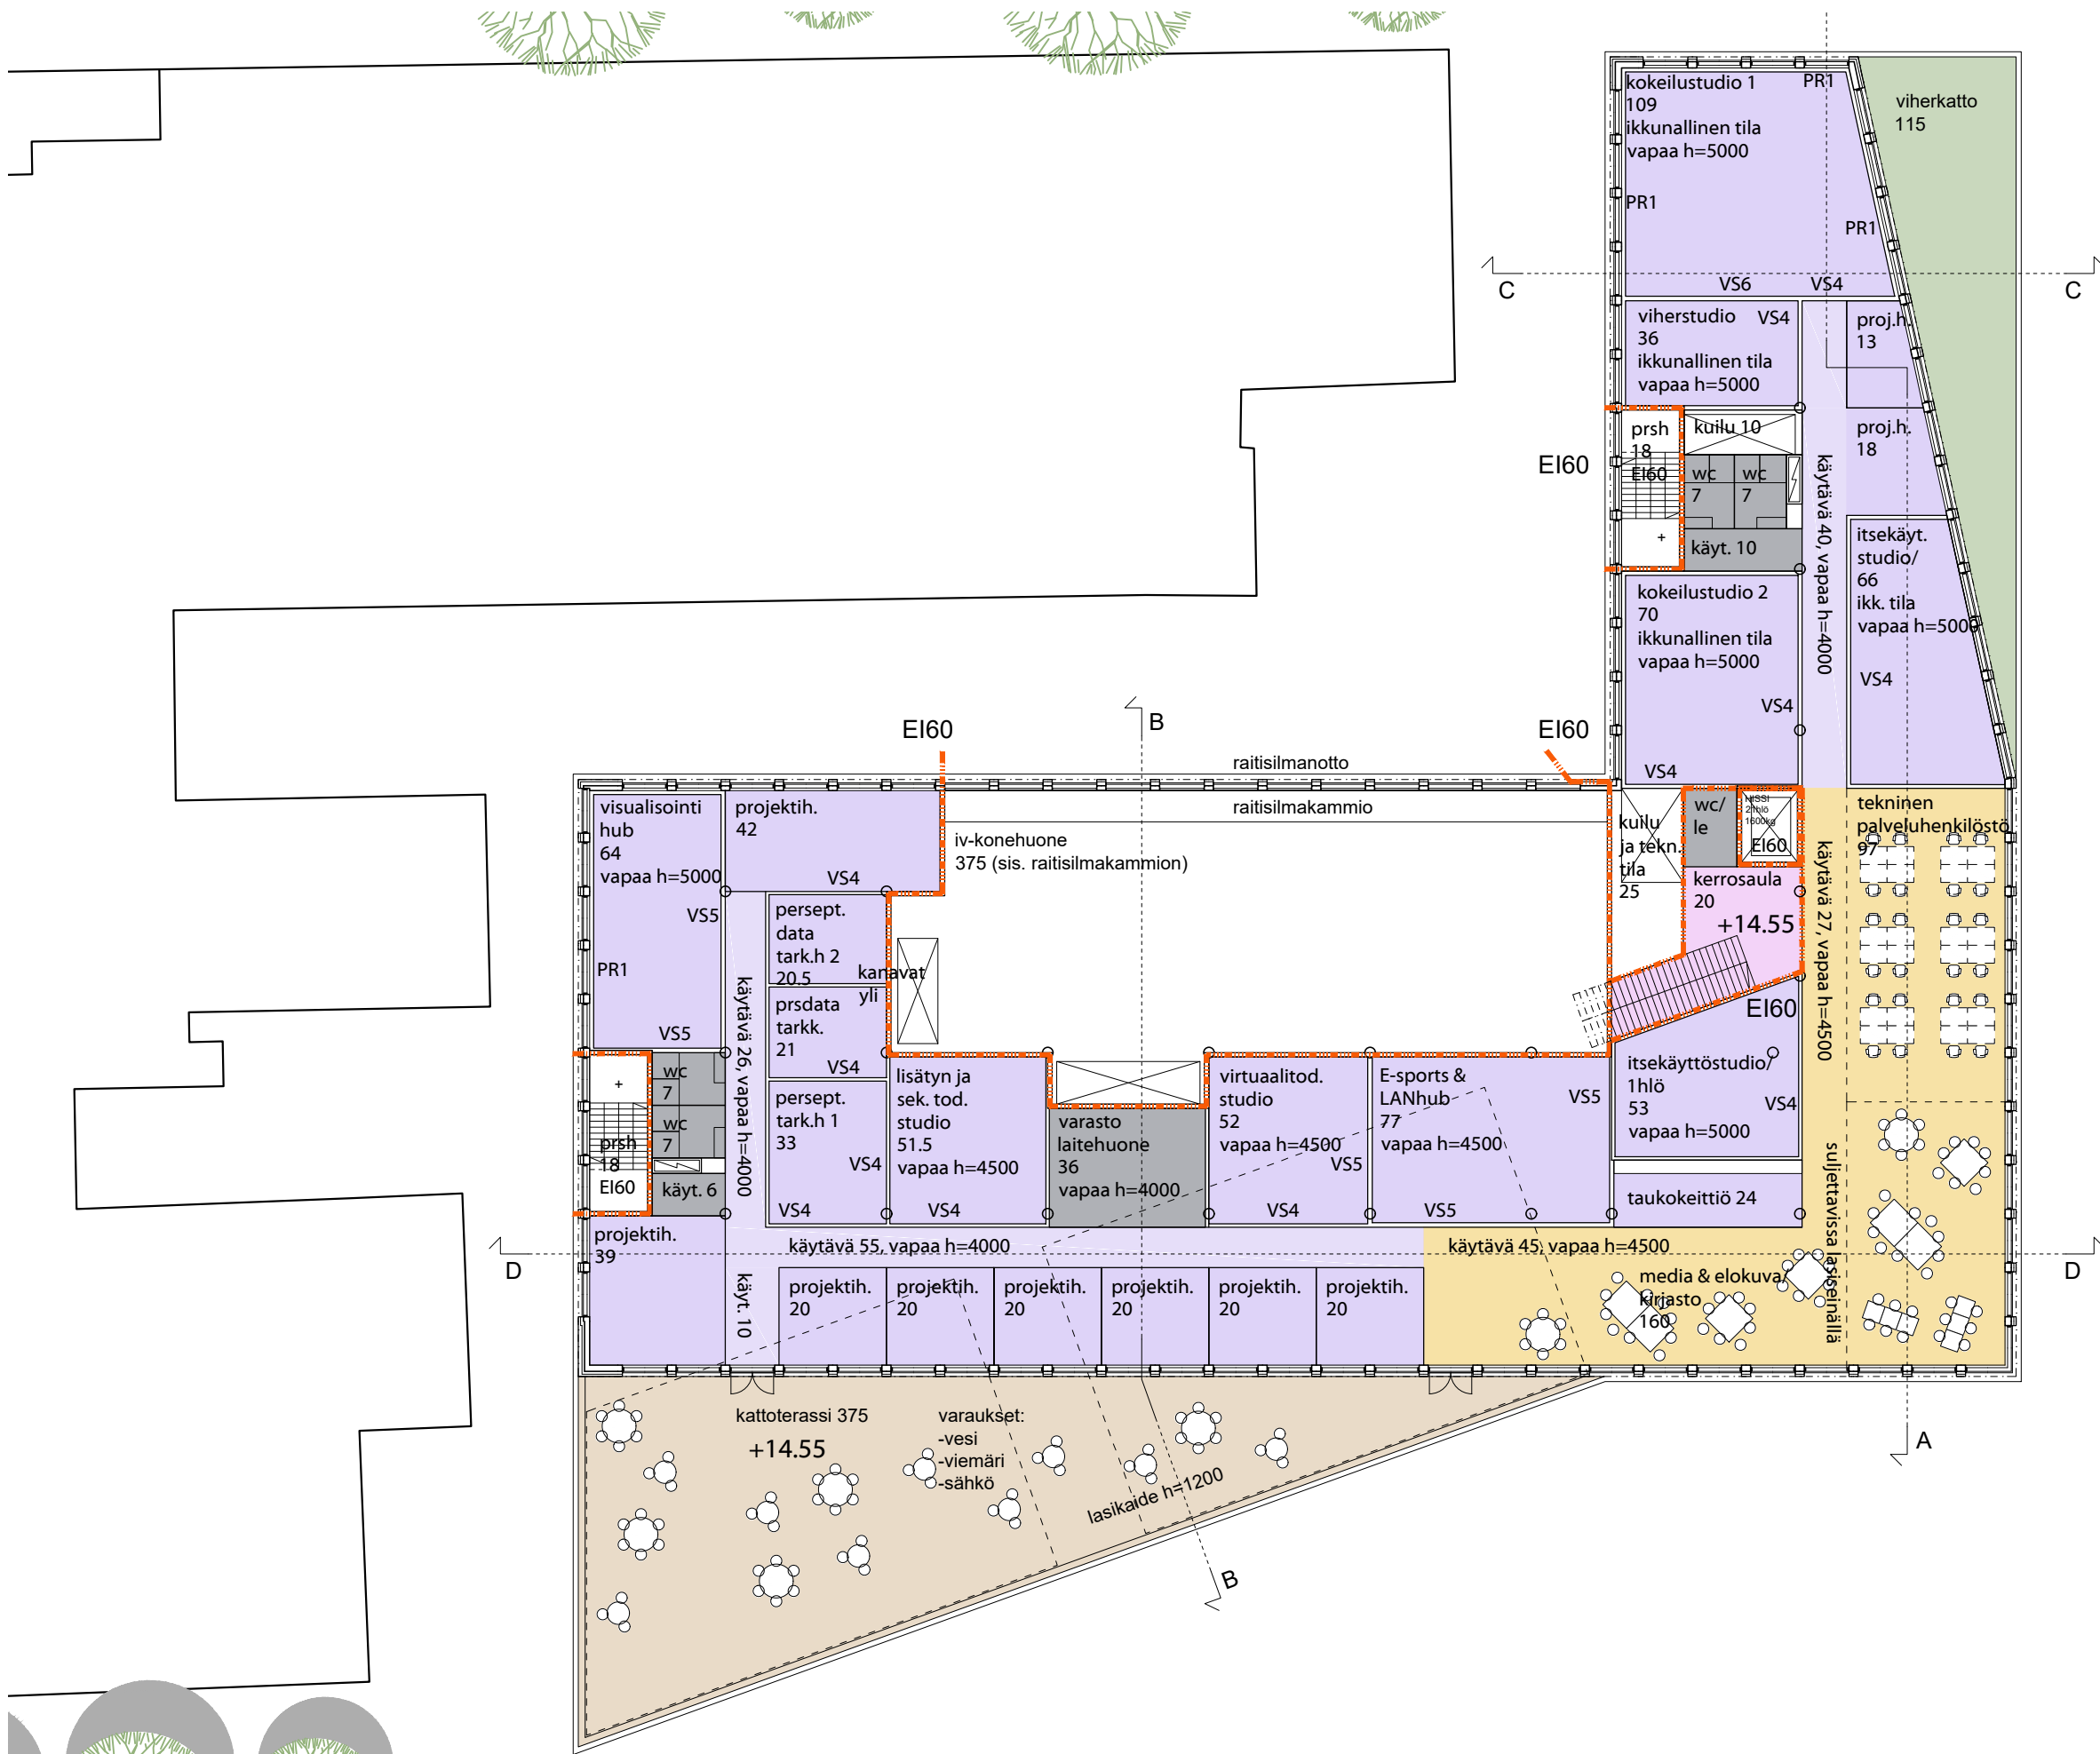 kokeilustudio 1
109
ikkunallinen tila
vapaa h=5000
PR1
PR1
PR1
VS6
VS4
viherkatto
115
C
C
viherstudio
36
ikkunallinen tila
vapaa h=5000
VS4
proj.h.
13
proj.h.
18
prsh
18
EI60
EI60
kuilu 10
wc
7
wc
7
käyt. 10
käytävä 40, vapaa h=4000
itsekäyt.
studio/
66
ikk. tila
vapaa h=5000
VS4
kokeilustudio 2
70
ikkunallinen tila
vapaa h=5000
VS4
VS4
EI60
B
EI60
raitisilmanotto
raitisilmakammio
iv-konehuone
375 (sis. raitisilmakammion)
visualisointi
hub
64
vapaa h=5000
VS5
PR1
VS5
projektih.
42
VS4
persept.
data
tark.h 2
20.5
kanavat
yli
prsdata
tarkk.
21
VS4
persept.
tark.h 1
33
VS4
VS4
käytävä 26, vapaa h=4000
wc
7
wc
7
prsh
18
EI60
käyt. 6
projektih.
39
lisätyn ja
sek. tod.
studio
51.5
vapaa h=4500
VS4
varasto
laitehuone
36
vapaa h=4000
virtuaalitod.
studio
52
vapaa h=4500
VS5
VS4
E-sports &
LANhub
77
vapaa h=4500
VS5
VS5
kuilu
ja tekn.
tila
25
wc/
le
HISSI
21hlö
1600kg
EI60
kerrosaula
20
+14.55
EI60
itsekäyttöstudio/
1hlö
53
vapaa h=5000
VS4
taukokeittiö 24
käytävä 27, vapaa h=4500
tekninen
palveluhenkilöstö
97
suljettavissa lasiseinällä
D
D
käytävä 55, vapaa h=4000
käytävä 45, vapaa h=4500
media & elokuva/
kirjasto
160
käyt. 10
projektih.
20
projektih.
20
projektih.
20
projektih.
20
projektih.
20
projektih.
20
kattoterassi 375
+14.55
varaukset:
-vesi
-viemäri
-sähkö
lasikaide h=1200
A
B